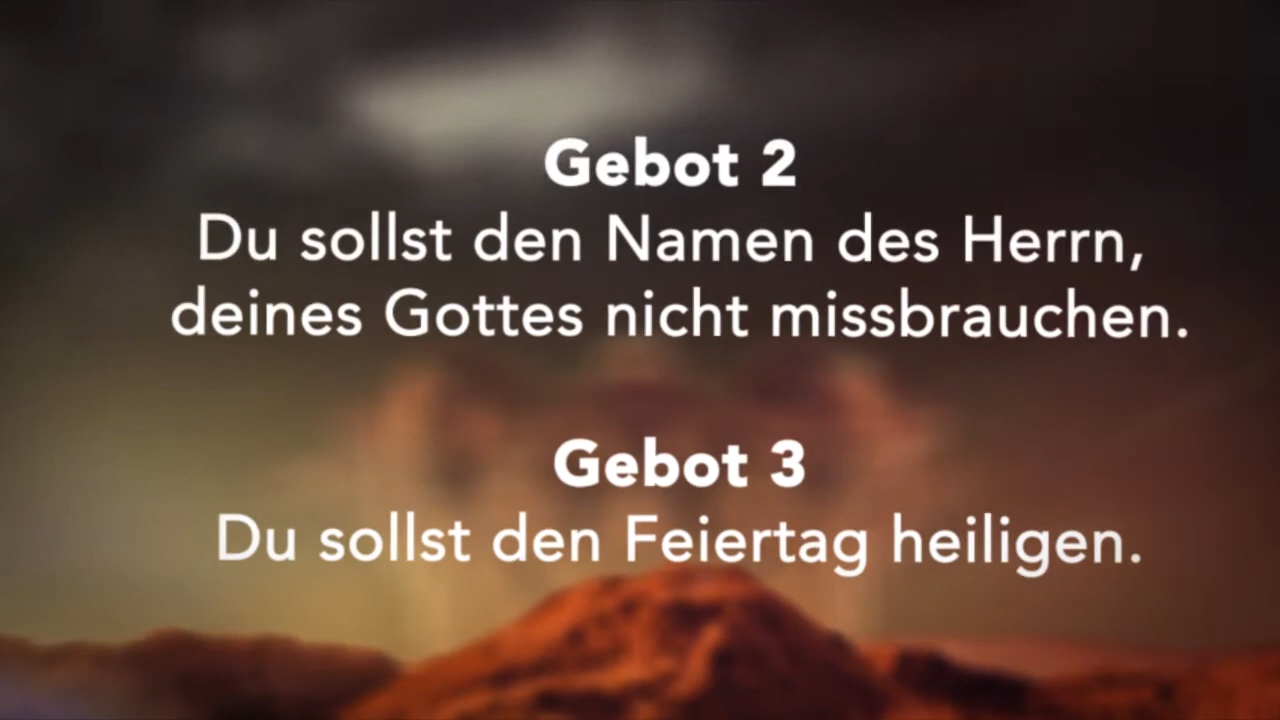 Gebot 2
Du sollst den Namen des Herrn,
deines Gottes nicht missbrauchen.
Gebot 3
Du sollst den Feiertag heiligen.